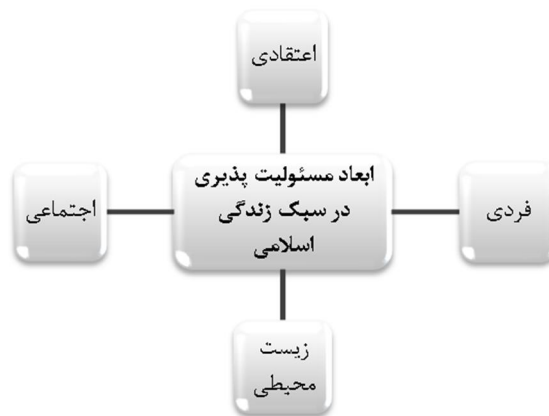 اعتقادی
ابعاد مسئولیت پذیری
در سبک زندگی
اسلامی
فردی
اجتماعی
زیست
محیطی